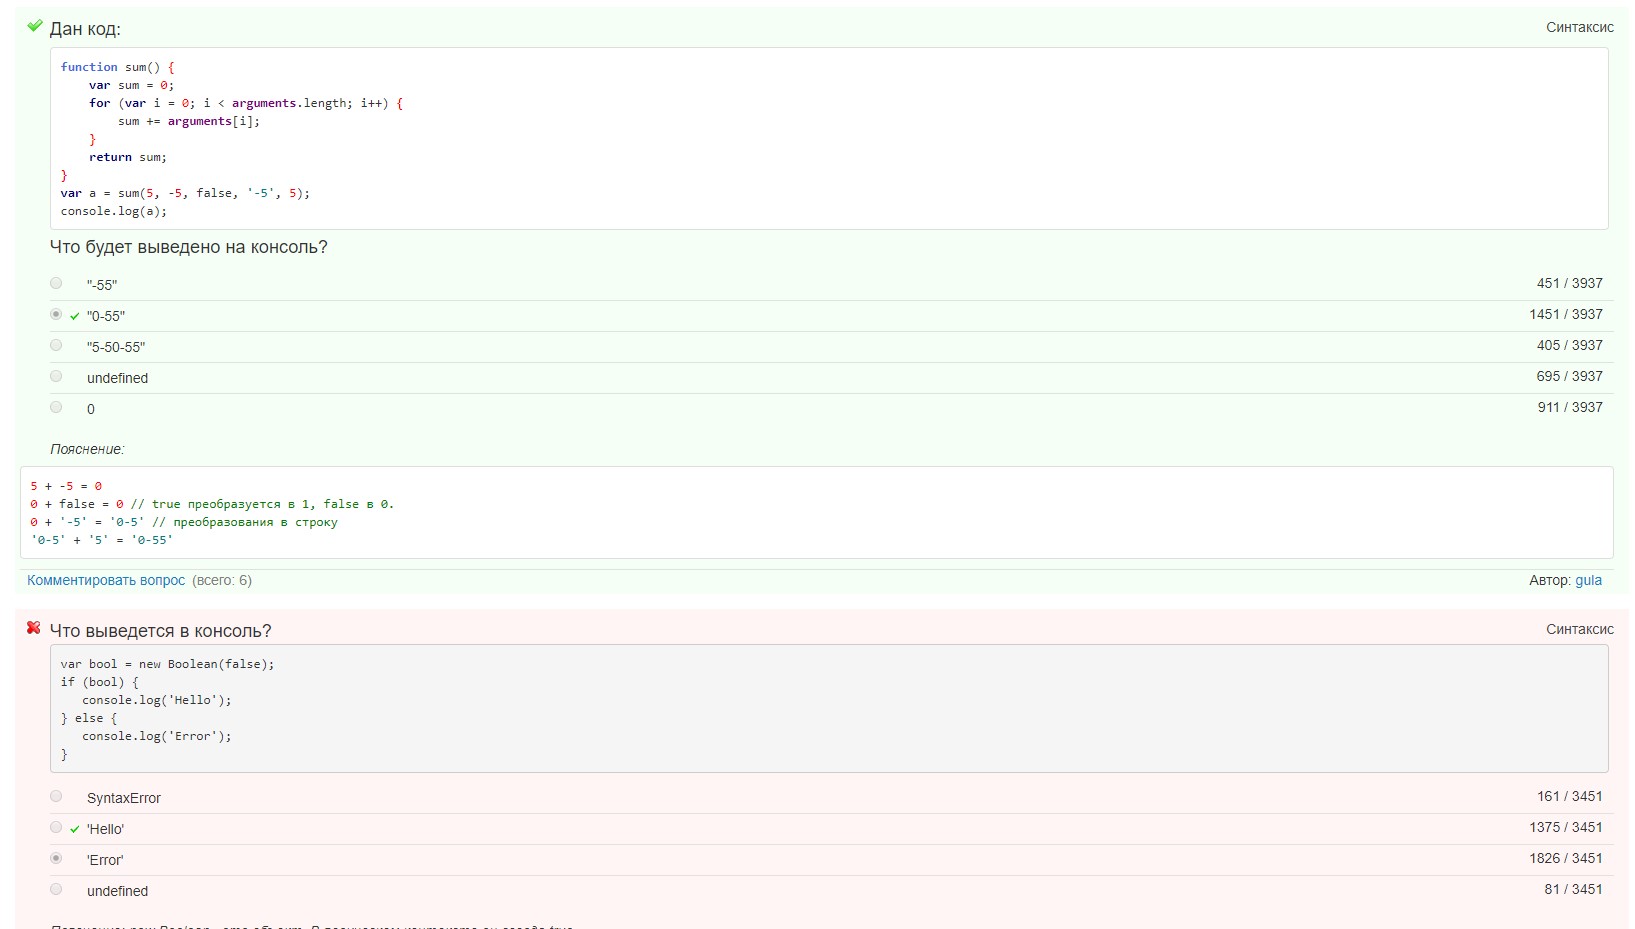 Дан код:
Синтаксис
function sum() {
var sum = 0;
for (var i = 0; i < arguments.length; i++) {
sum += arguments[i];
}
return sum;
}
var a = sum(5, -5, false, '-5', 5);
console.log(a);
Что будет выведено на консоль?
"-55" 451 / 3937
"0-55" 1451 / 3937
"5-50-55" 405 / 3937
undefined 695 / 3937
0 911 / 3937
Пояснение:
5 + -5 = 0
0 + false = 0 // true преобразуется в 1, false в 0.
0 + '-5' = '0-5' // преобразования в строку
'0-5' + '5' = '0-55'
Комментировать вопрос (всего: 6) Автор: gula
Что выведется в консоль?
Синтаксис
var bool = new Boolean(false);
if (bool) {
console.log('Hello');
} else {
console.log('Error');
}
SyntaxError 161 / 3451
'Hello' 1375 / 3451
'Error' 1826 / 3451
undefined 81 / 3451